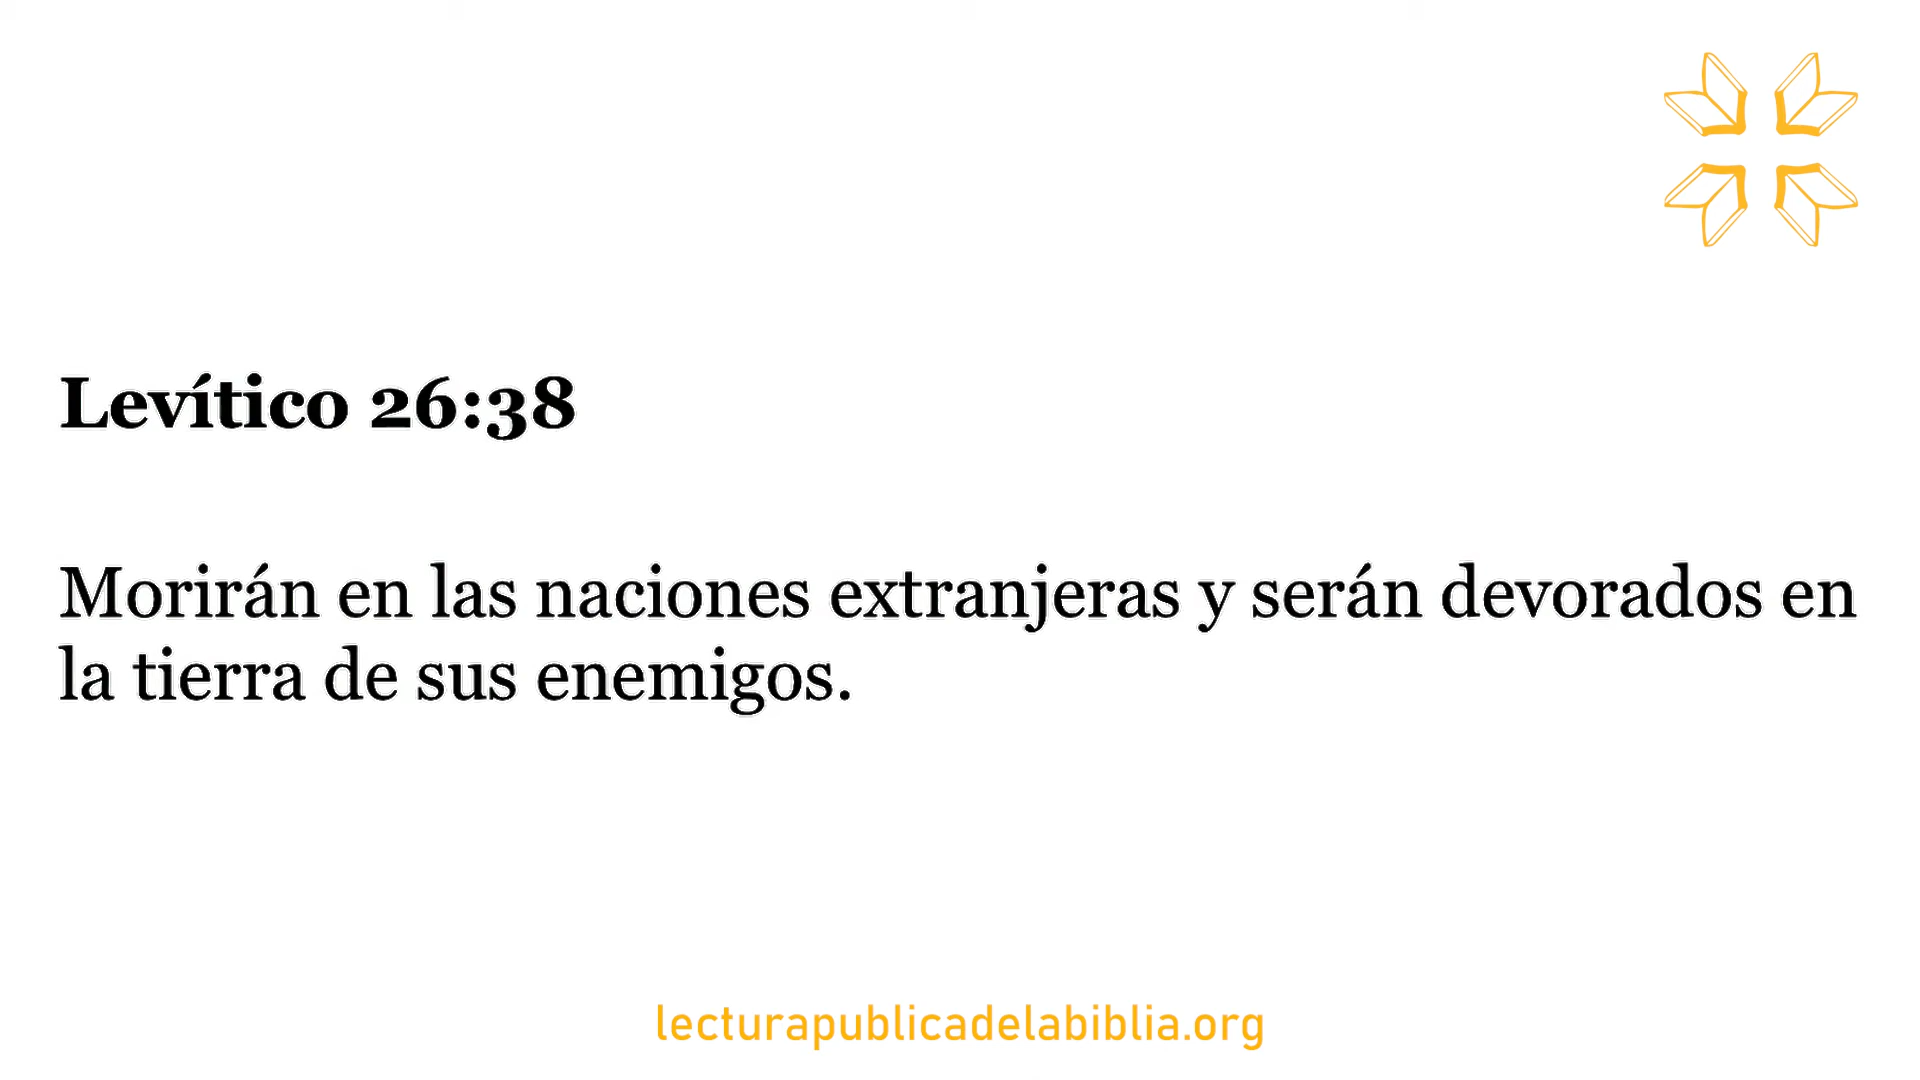 Levítico 26:38
Morirán en las naciones extranjeras y serán devorados en
la tierra de sus enemigos.
lecturapublicadelabiblia.org